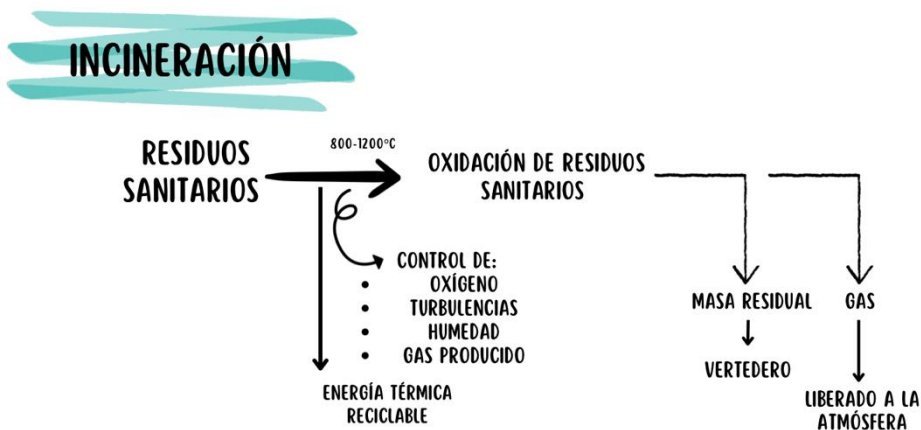 INCINERACIÓN
RESIDUOS
SANITARIOS
800-1200ºC
OXIDACIÓN DE RESIDUOS
SANITARIOS
CONTROL DE:
• OXÍGENO
• TURBULENCIAS
• HUMEDAD
• GAS PRODUCIDO
ENERGÍA TÉRMICA
RECICLABLE
MASA RESIDUAL
VERTEDERO
GAS
LIBERADO A LA
ATMÓSFERA